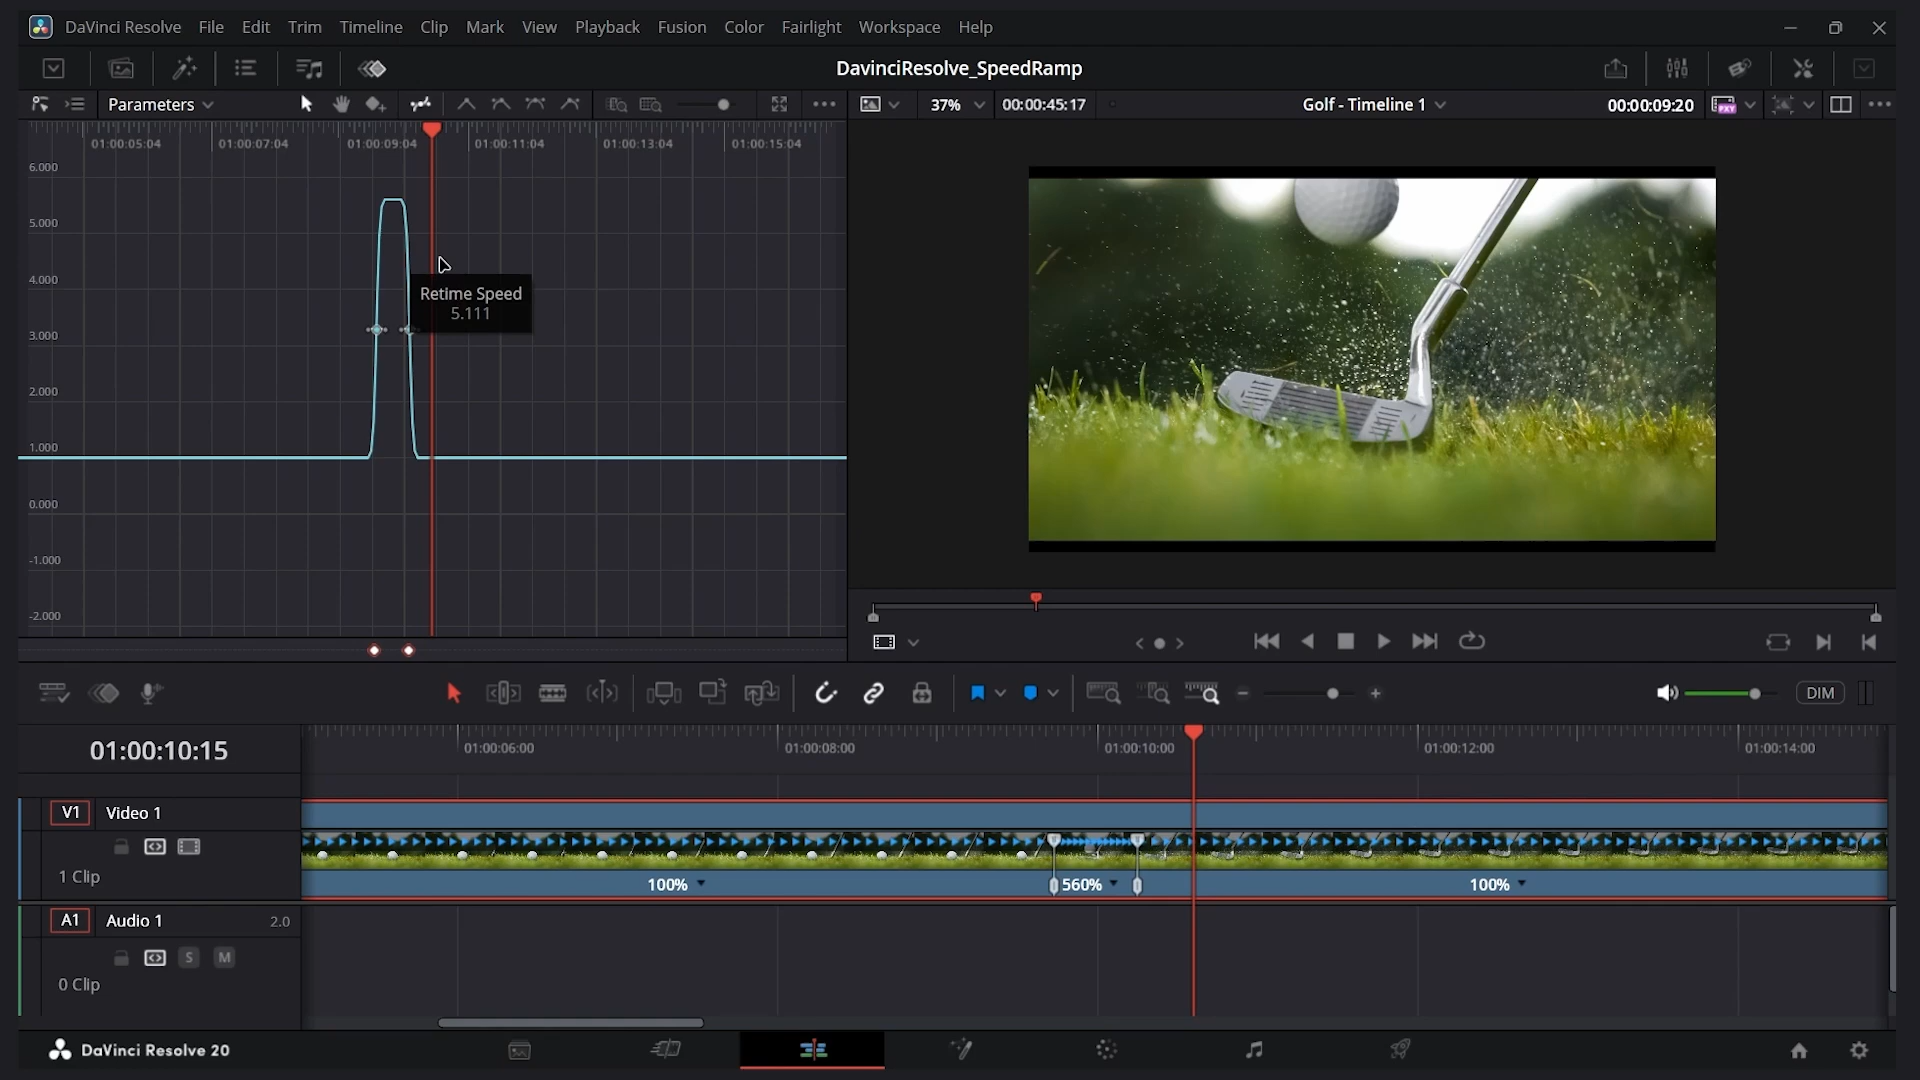 DaVinci Resolve File Edit Trim Timeline Clip Mark View Playback Fusion Color Fairlight Workspace Help
DavinciResolve_SpeedRamp
Parameters
37%
00:00:45:17
Golf - Timeline 1
00:00:09:20
PXY
01:00:05:04
01:00:07:04
01:00:09:04
01:00:11:04
01:00:13:04
01:00:15:04
6.000
5.000
4.000
3.000
2.000
1.000
0.000
-1.000
-2.000
Retime Speed
5.111
DIM
01:00:10:15
01:00:06:00
01:00:08:00
01:00:10:00
01:00:12:00
01:00:14:00
V1 Video 1
1 Clip
100%
560%
100%
A1 Audio 1 2.0
S M
0 Clip
DaVinci Resolve 20